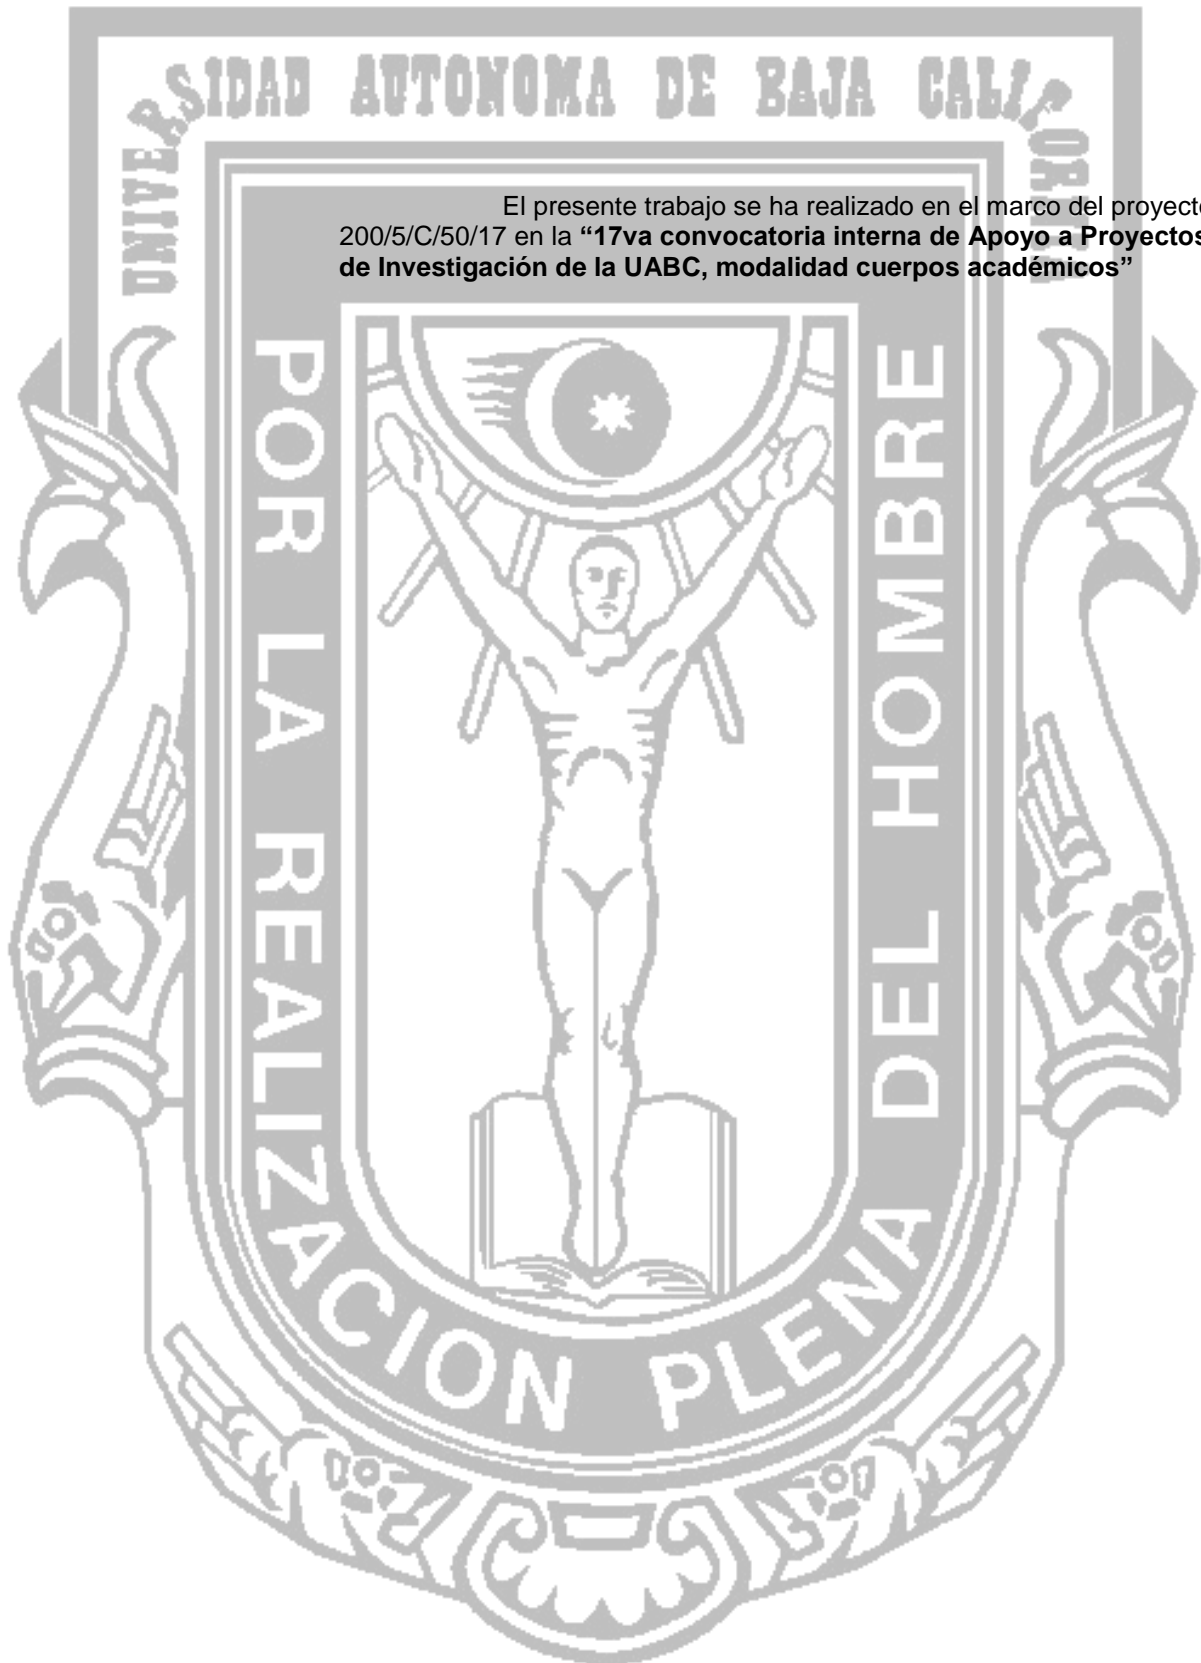 UNIVERSIDAD AUTONOMA DE BAJA CALIFORNIA
El presente trabajo se ha realizado en el marco del proyecto
200/5/C/50/17 en la “17va convocatoria interna de Apoyo a Proyectos
de Investigación de la UABC, modalidad cuerpos académicos”
POR LA REALIZACION PLENA DEL HOMBRE